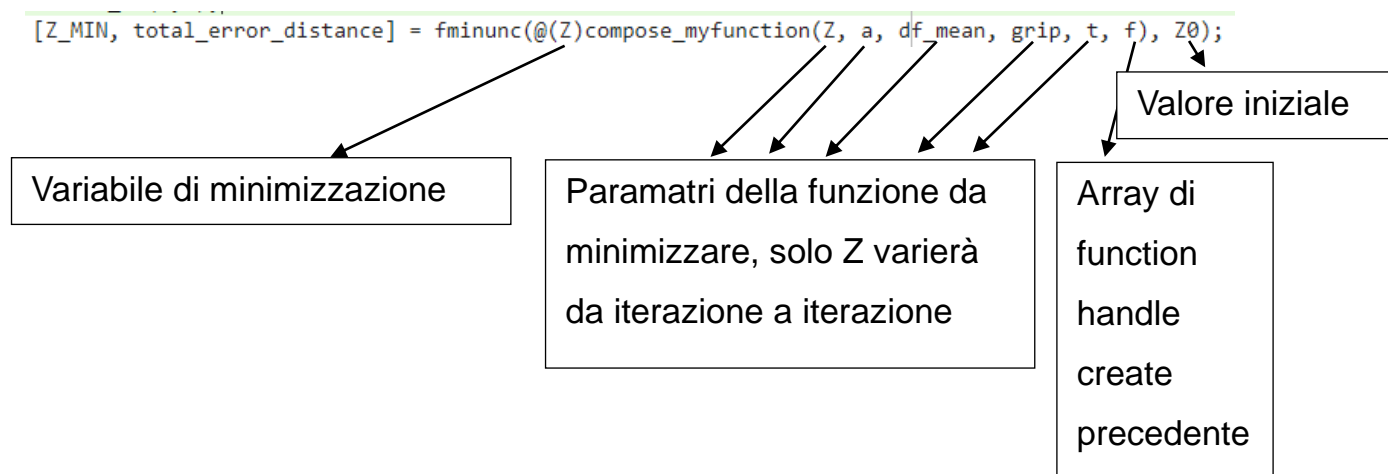 [Z_MIN, total_error_distance] = fminunc(@(Z)compose_myfunction(Z, a, df_mean, grip, t, f), Z0);
Valore iniziale
Variabile di minimizzazione
Paramatri della funzione da
minimizzare, solo Z varierà
da iterazione a iterazione
Array di
function
handle
create
precedente